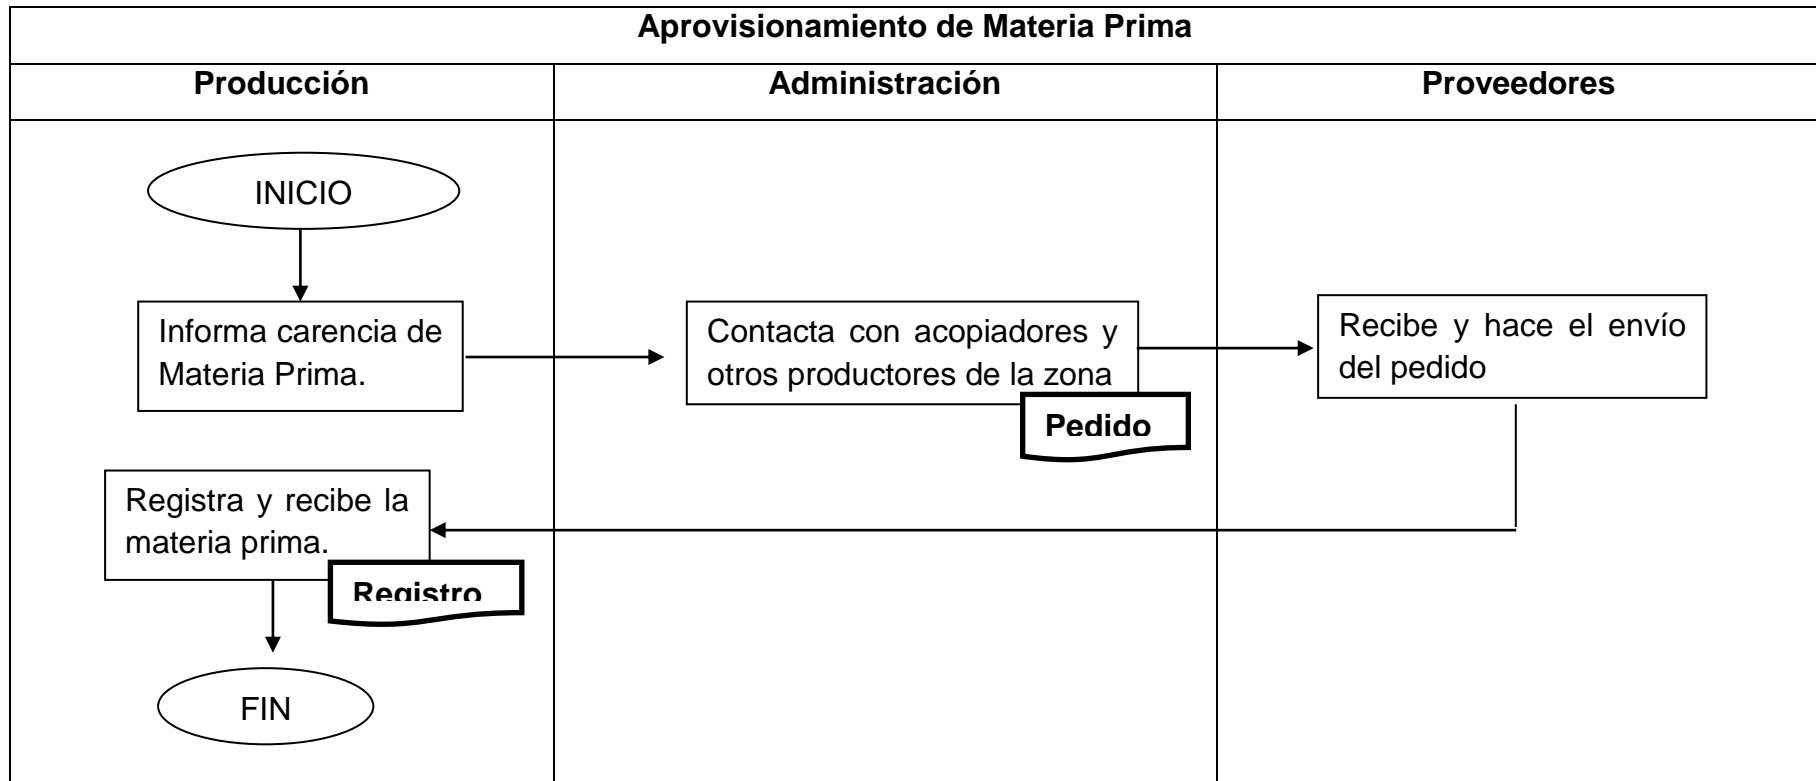 Aprovisionamiento de Materia Prima
Producción
Administración
Proveedores
INICIO
Informa carencia de
Materia Prima.
Contacta con acopiadores y
otros productores de la zona
Pedido
Recibe y hace el envío
del pedido
Registra y recibe la
materia prima.
Registro
FIN